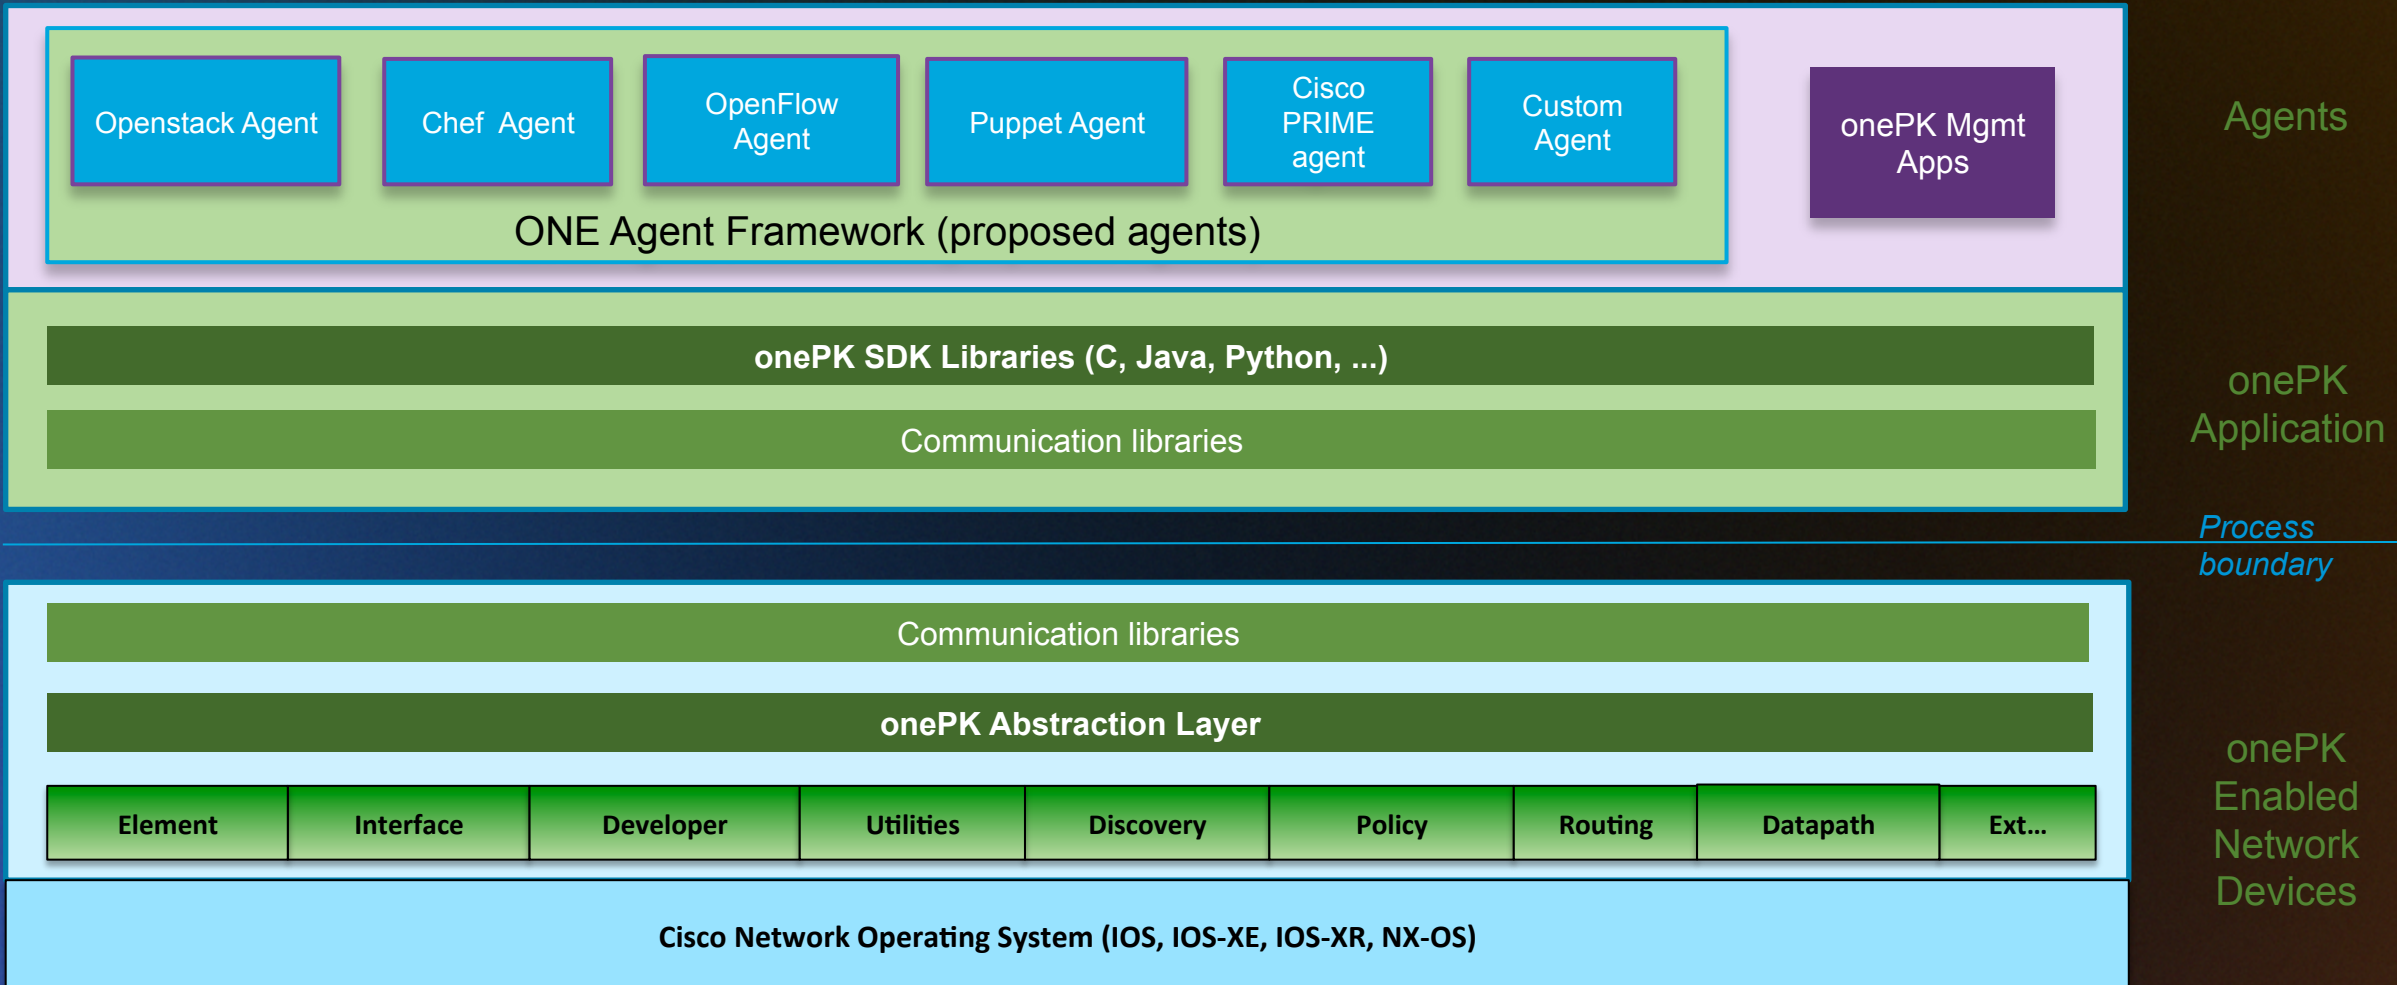 Openstack Agent
Chef Agent
OpenFlow
Agent
Puppet Agent
Cisco
PRIME
agent
Custom
Agent
onePK Mgmt
Apps
Agents
ONE Agent Framework (proposed agents)
onePK SDK Libraries (C, Java, Python, ...)
Communication libraries
onePK
Application
Process
boundary
Communication libraries
onePK Abstraction Layer
Element
Interface
Developer
Utilities
Discovery
Policy
Routing
Datapath
Ext...
onePK
Enabled
Network
Devices
Cisco Network Operating System (IOS, IOS-XE, IOS-XR, NX-OS)